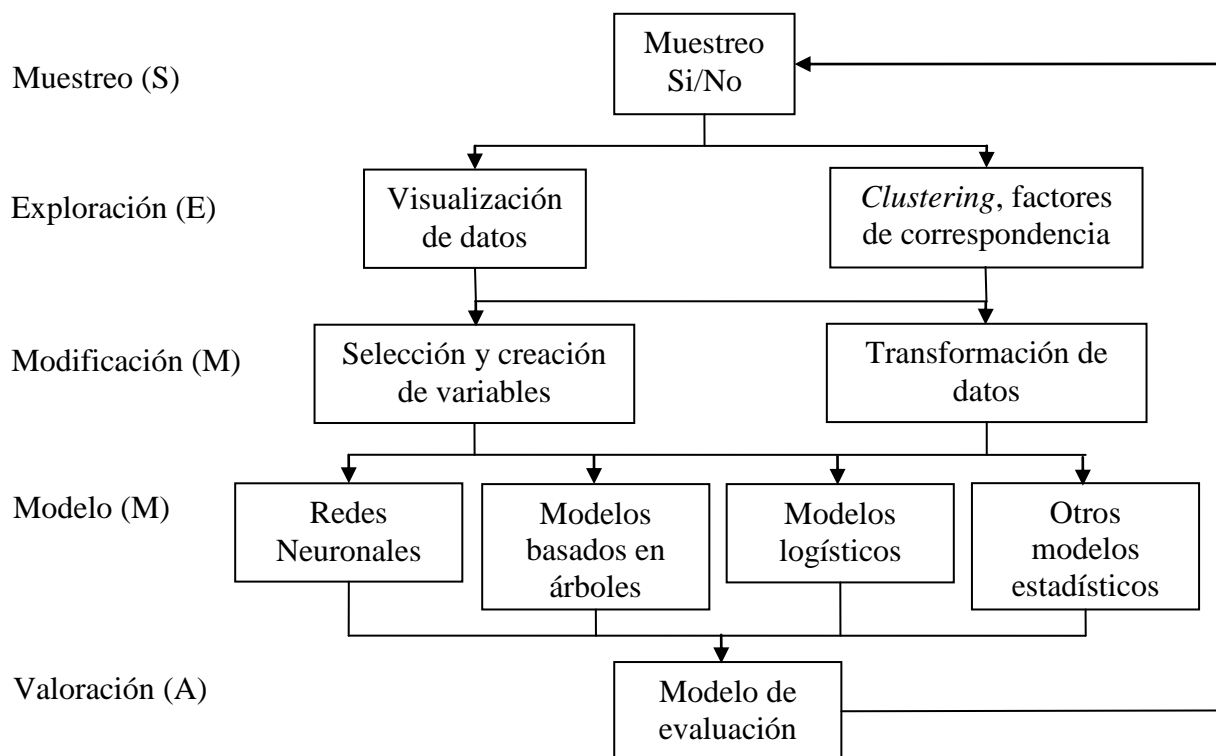 Muestreo (S)
Muestreo
Si/No
Exploración (E)
Visualización
de datos
Clustering, factores
de correspondencia
Modificación (M)
Selección y creación
de variables
Transformación de
datos
Modelo (M)
Redes
Neuronales
Modelos
basados en
árboles
Modelos
logísticos
Otros
modelos
estadísticos
Valoración (A)
Modelo de
evaluación